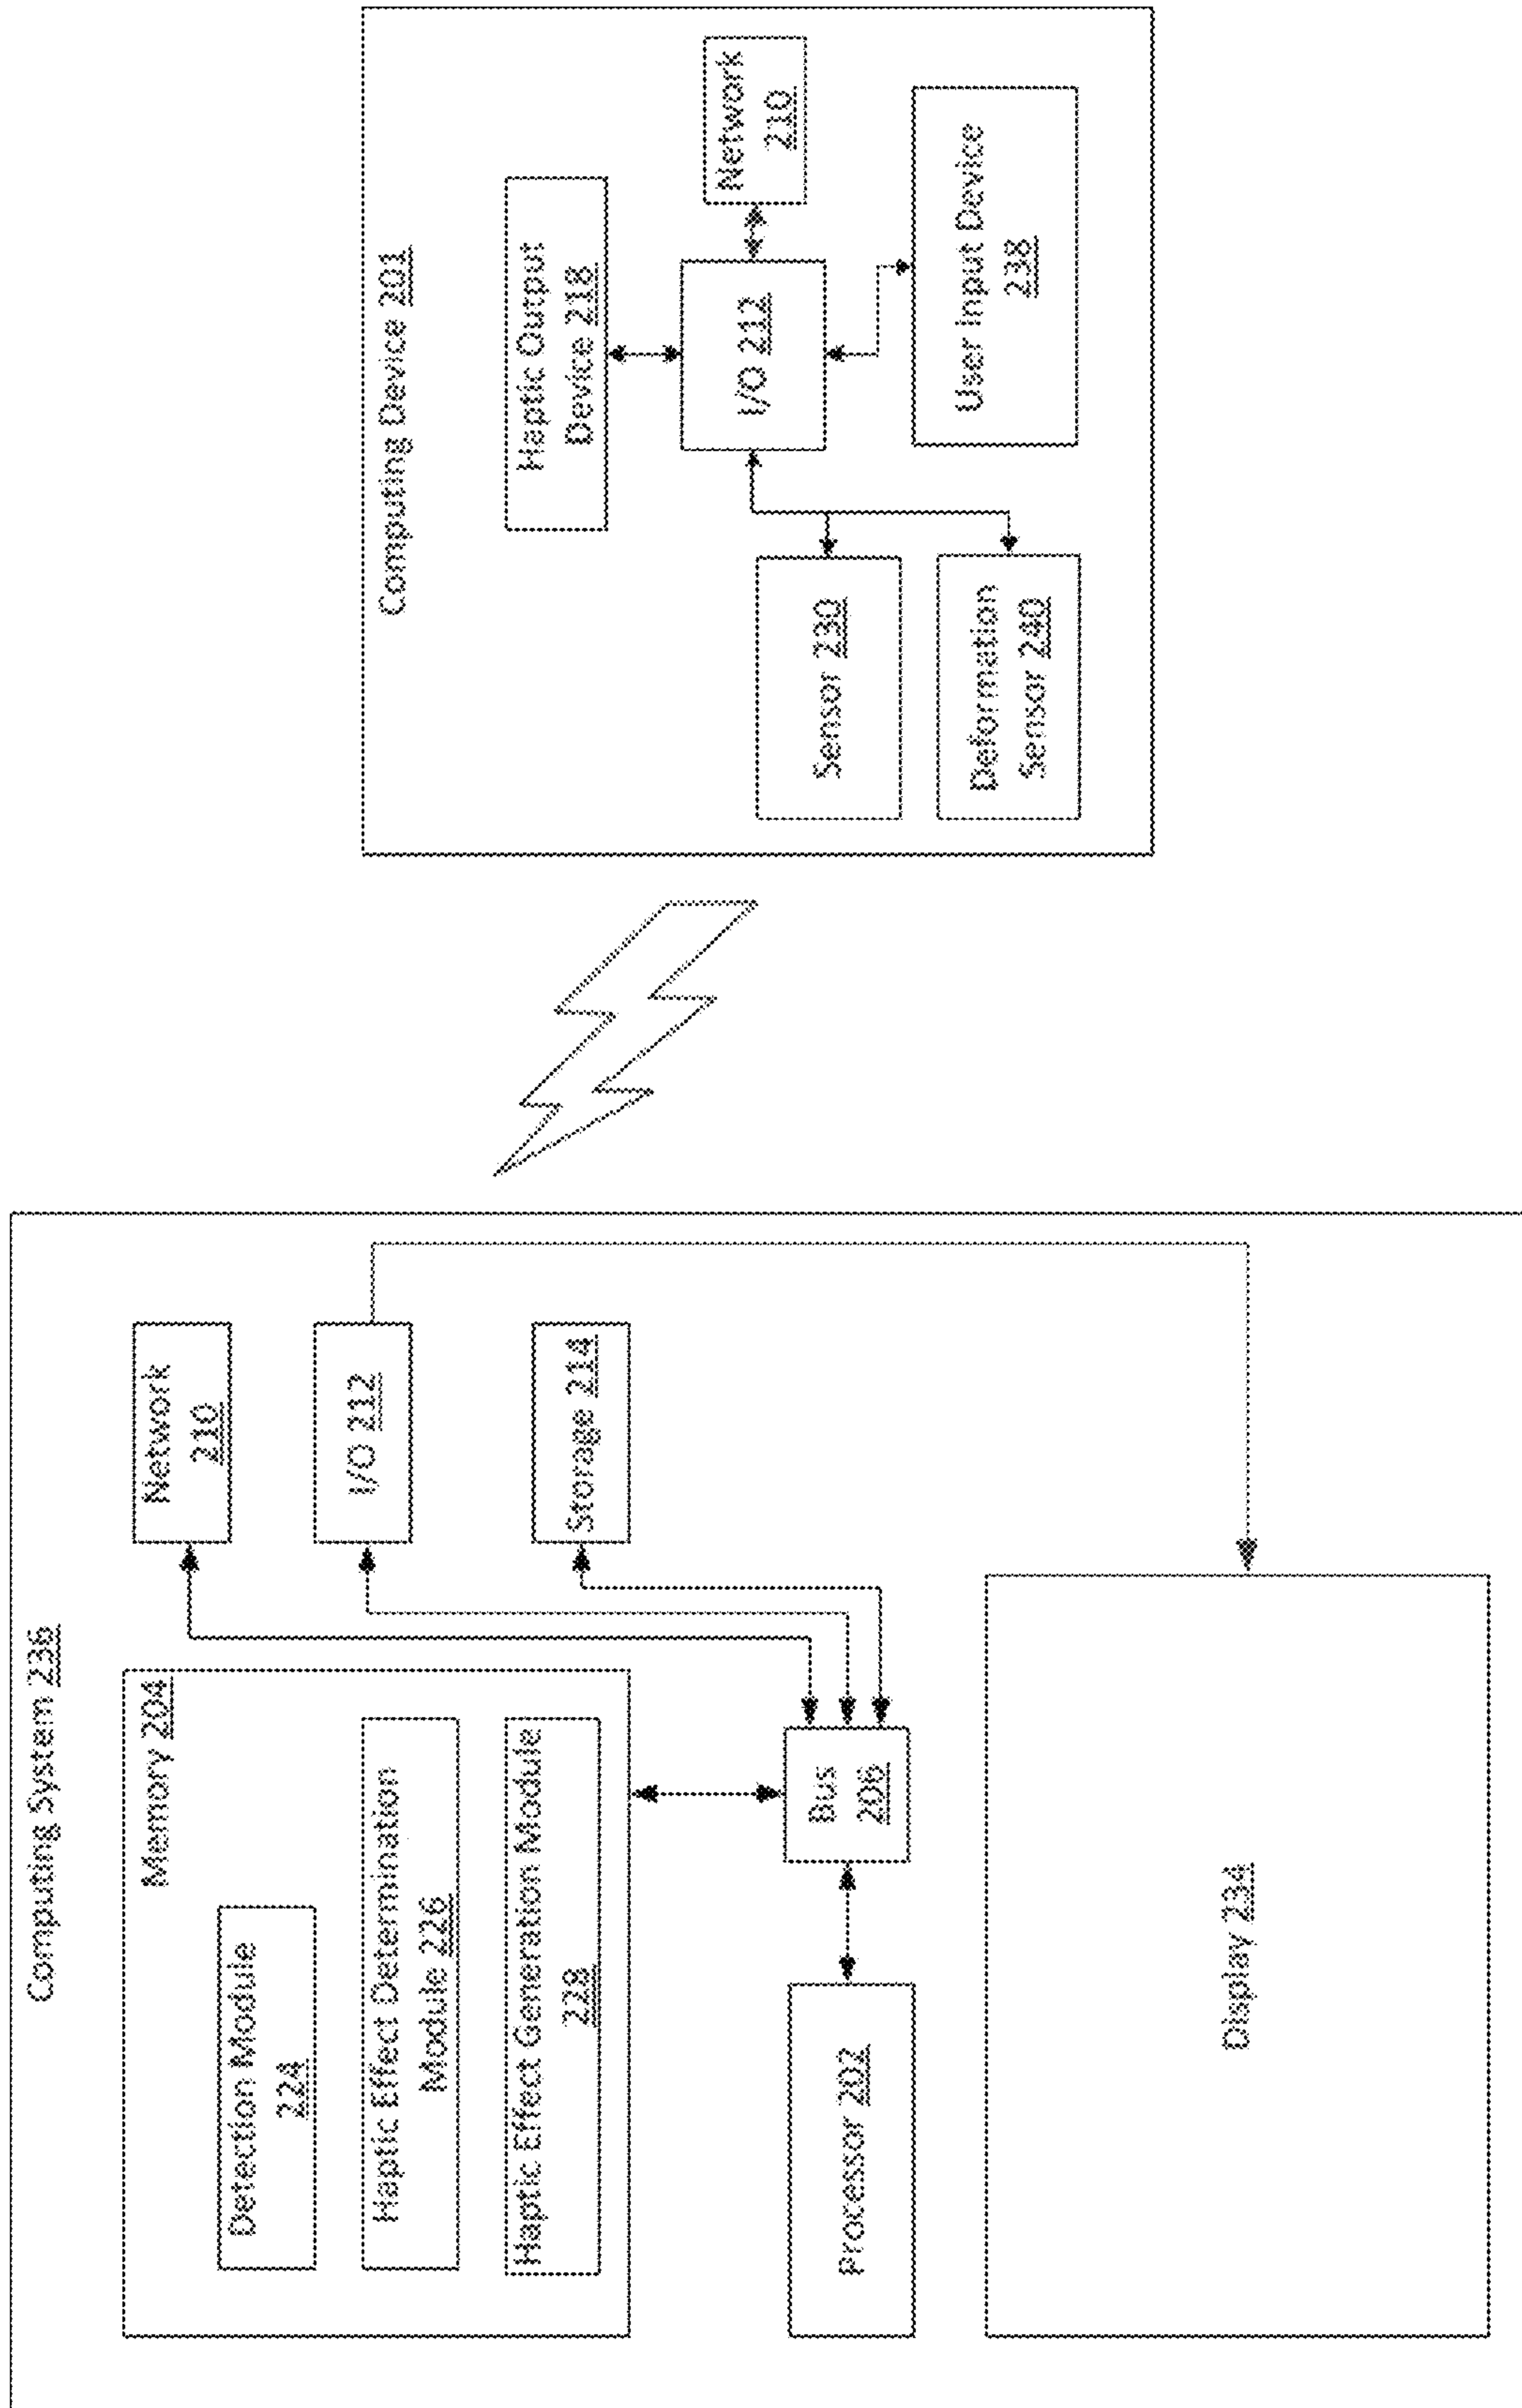 Computing System 236
Memory 204
Detection Module
224
Haptic Effect Determination
Module 226
Haptic Effect Generation Module
228
Processor 202
Bus
206
Network
210
I/O 212
Storage 214
Display 234
Computing Device 201
Haptic Output
Device 218
I/O 212
Network
210
Sensor 230
Deformation
Sensor 240
User Input Device
238